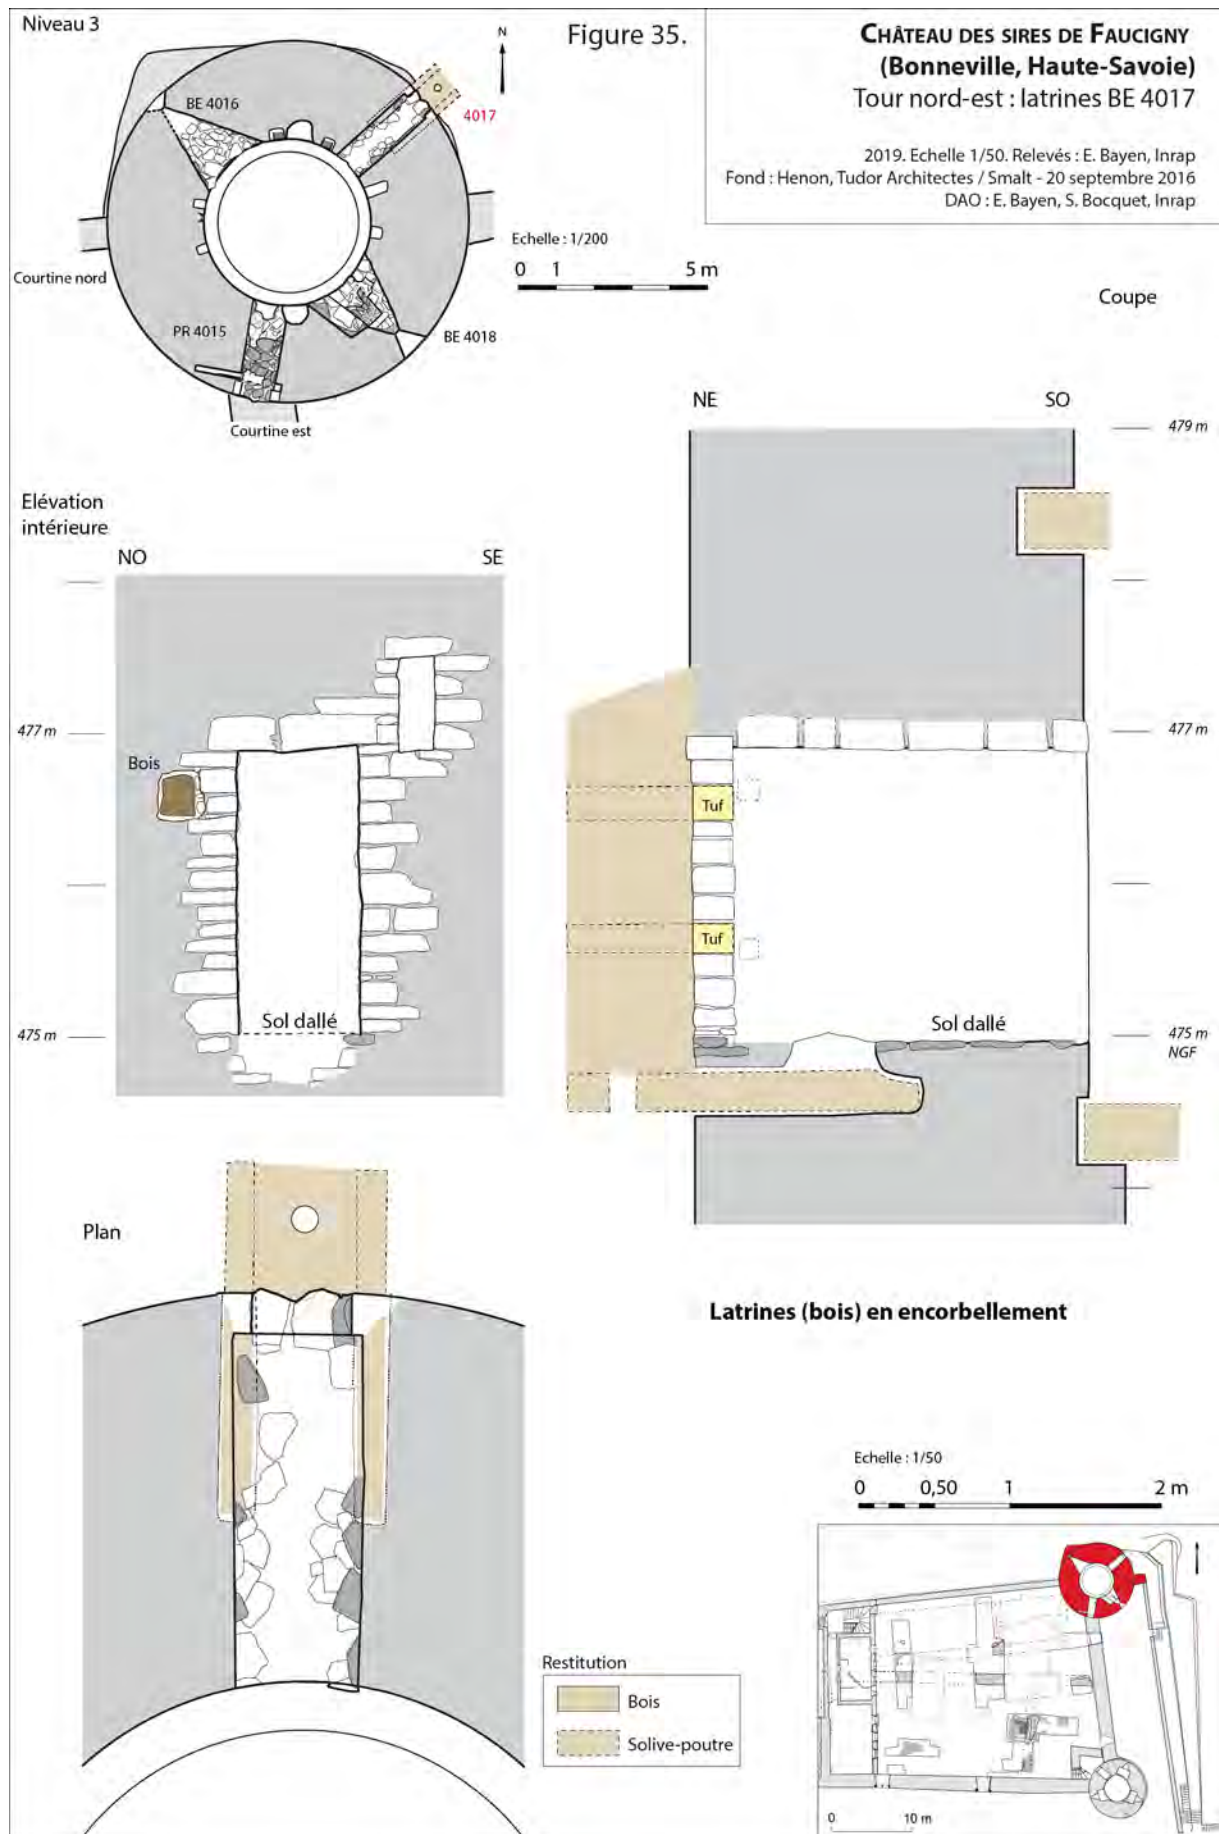 Niveau 3
Figure 35.
CHÂTEAU DES SIRES DE FAUCIGNY
(Bonneville, Haute-Savoie)
Tour nord-est : latrines BE 4017
2019. Echelle 1/50. Relevés : E. Bayen, Inrap
Fond : Henon, Tudor Architectes / Smalt - 20 septembre 2016
DAO : E. Bayen, S. Bocquet, Inrap
N
BE 4016
4017
Echelle : 1/200
0 1 5 m
Courtine nord
PR 4015
BE 4018
Courtine est
Coupe
NE
SO
479 m
Elévation
intérieure
NO
SE
477 m
477 m
Bois
Tuf
Tuf
Sol dallé
Sol dallé
475 m
475 m
NGF
Plan
Latrines (bois) en encorbellement
Echelle : 1/50
0 0,50 1 2 m
Restitution
Bois
Solive-poutre
0 10 m